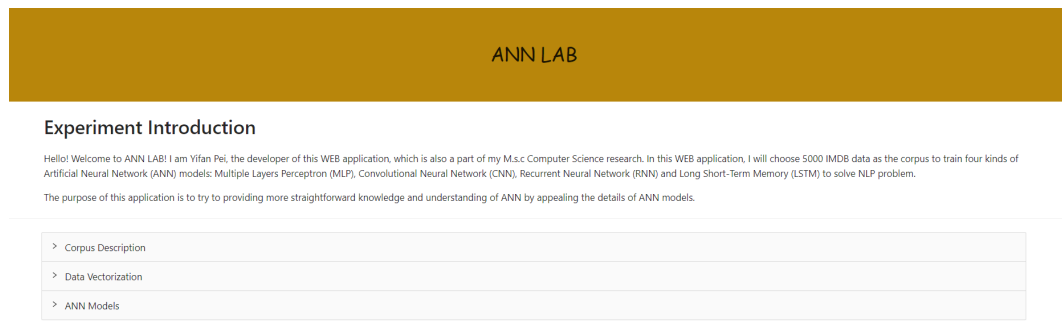 ANN LAB
Experiment Introduction
Hello! Welcome to ANN LAB! I am Yifan Pei, the developer of this WEB application, which is also a part of my M.s.c Computer Science research. In this WEB application, I will choose 5000 IMDB data as the corpus to train four kinds of
Artificial Neural Network (ANN) models: Multiple Layers Perceptron (MLP), Convolutional Neural Network (CNN), Recurrent Neural Network (RNN) and Long Short-Term Memory (LSTM) to solve NLP problem.
The purpose of this application is to try to providing more straightforward knowledge and understanding of ANN by appealing the details of ANN models.
Corpus Description
Data Vectorization
ANN Models